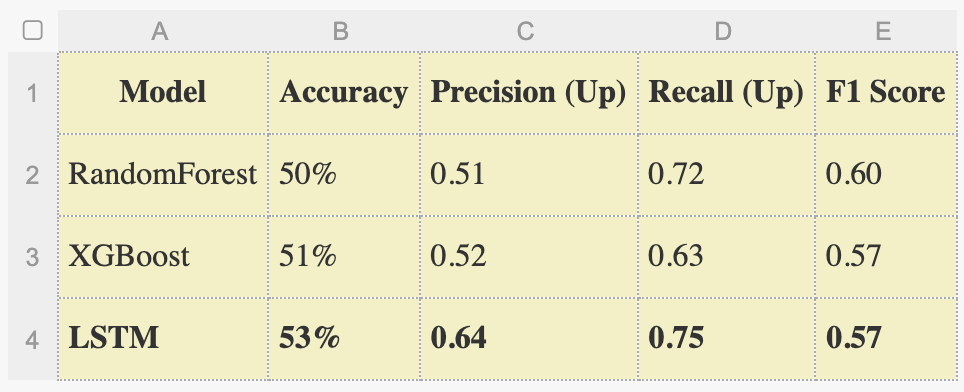 A B C D E
1 Model Accuracy Precision (Up) Recall (Up) F1 Score
2 RandomForest 50% 0.51 0.72 0.60
3 XGBoost 51% 0.52 0.63 0.57
4 LSTM 53% 0.64 0.75 0.57